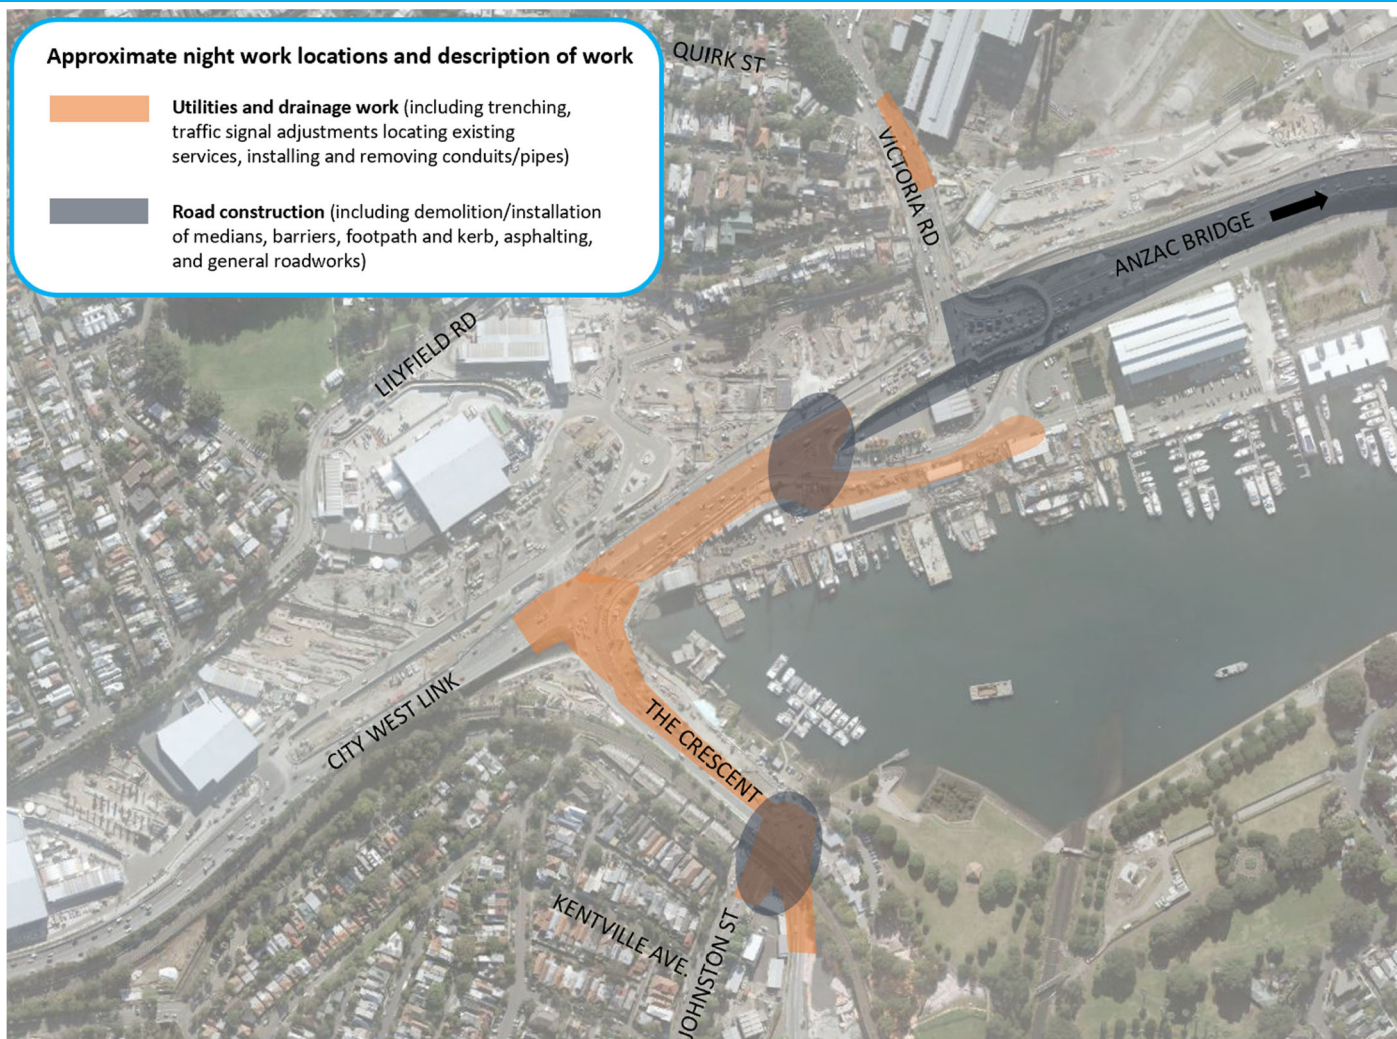 Approximate night work locations and description of work
Utilities and drainage work (including trenching,
traffic signal adjustments locating existing
services, installing and removing conduits/pipes)
Road construction (including demolition/installation
of medians, barriers, footpath and kerb, asphalting,
and general roadworks)
QUIRK ST
VICTORIA RD
ANZAC BRIDGE
LILYFIELD RD
CITY WEST LINK
THE CRESCENT
KENTVILLE AVE.
JOHNSTON ST